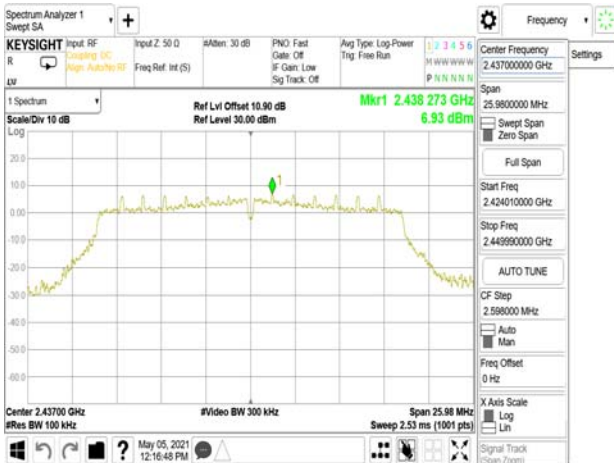 Spectrum Analyzer 1
Swept SA
Frequency
KEYSIGHT
Input: RF
Coupling: DC
Align: Auto/No RF
Input Z: 50 Ω
Freq Ref: Int (S)
#Atten: 30 dB
PNO: Fast
Gate: Off
IF Gain: Low
Sig Track: Off
Avg Type: Log-Power
Trig: Free Run
1 2 3 4 5 6
M W W W W W
P N N N N N
R
1 Spectrum
Scale/Div 10 dB
Ref Lvl Offset 10.90 dB
Ref Level 30.00 dBm
Mkr1 2.438 273 GHz
6.93 dBm
Log
20.0
10.0
0.00
-10.0
-20.0
-30.0
-40.0
-50.0
-60.0
1
Center 2.43700 GHz
#Res BW 100 kHz
#Video BW 300 kHz
Span 25.98 MHz
Sweep 2.53 ms (1001 pts)
May 05, 2021
12:16:48 PM
Center Frequency
2.437000000 GHz
Span
25.9800000 MHz
Swept Span
Zero Span
Full Span
Start Freq
2.424010000 GHz
Stop Freq
2.449990000 GHz
AUTO TUNE
CF Step
2.598000 MHz
Auto
Man
Freq Offset
0 Hz
X Axis Scale
Log
Lin
Signal Track
(Span Zoom)
Settings